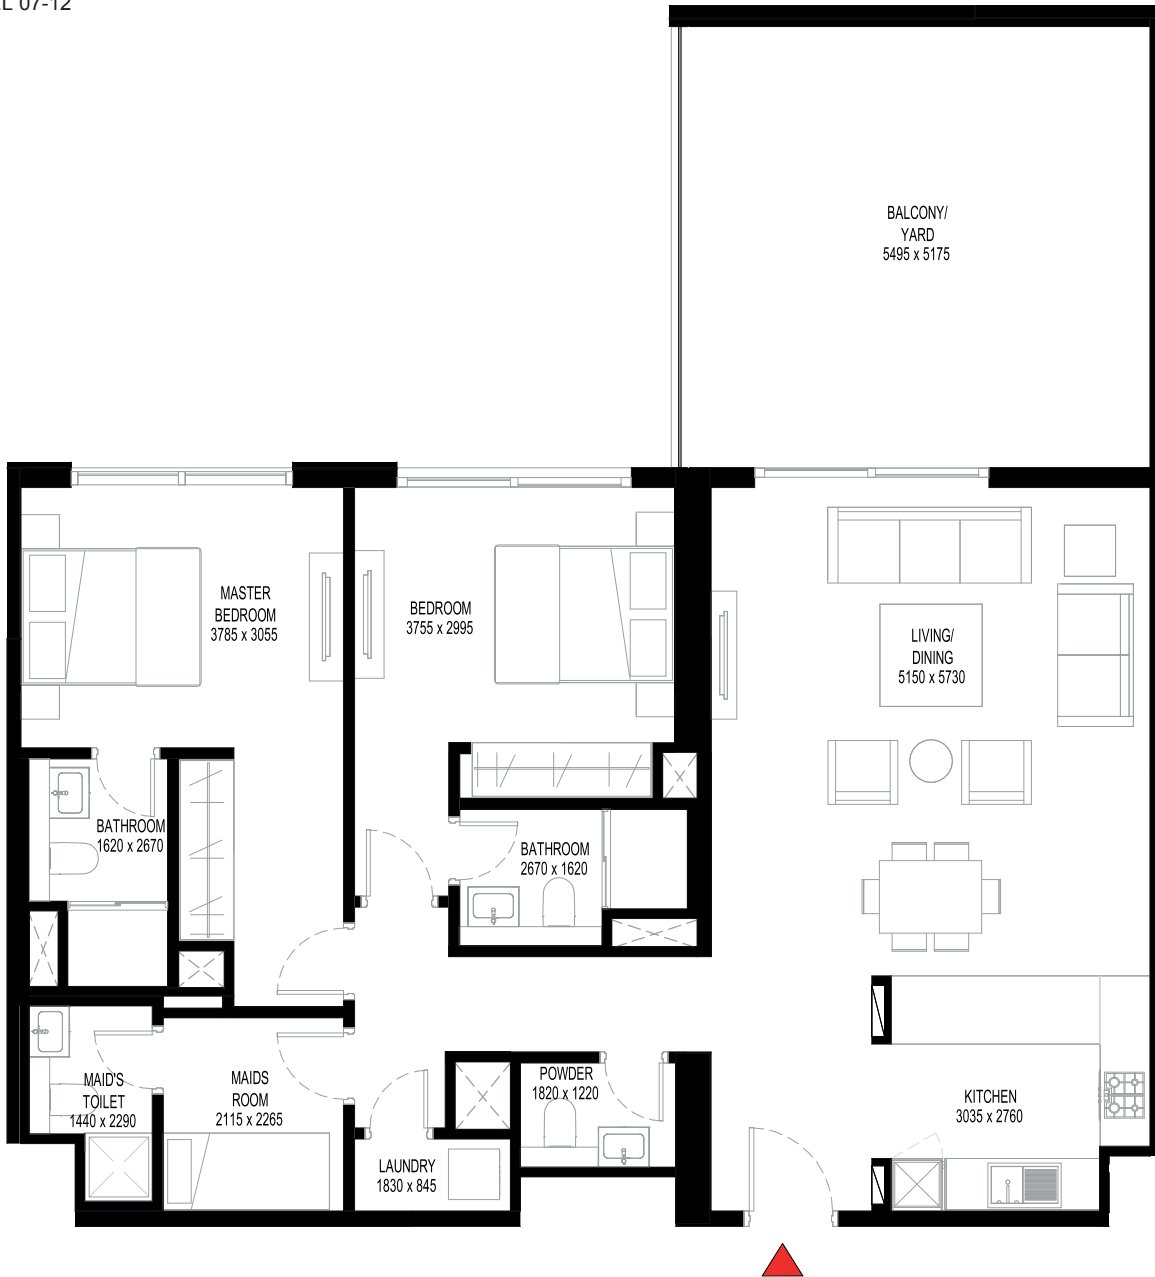 07-12
BALCONY/
YARD
5495 x 5175
MASTER
BEDROOM
3785 x 3055
BEDROOM
3755 x 2995
LIVING/
DINING
5150 x 5730
BATHROOM
1620 x 2670
BATHROOM
2670 x 1620
MAID'S
TOILET
1440 x 2290
MAIDS
ROOM
2115 x 2265
POWDER
1820 x 1220
KITCHEN
3035 x 2760
LAUNDRY
1830 x 845